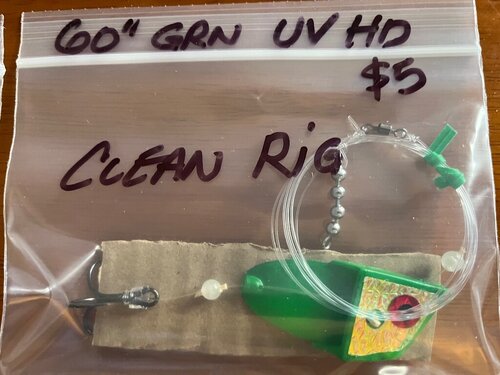 60" GRN UV HD
$5
CLEAN RiG